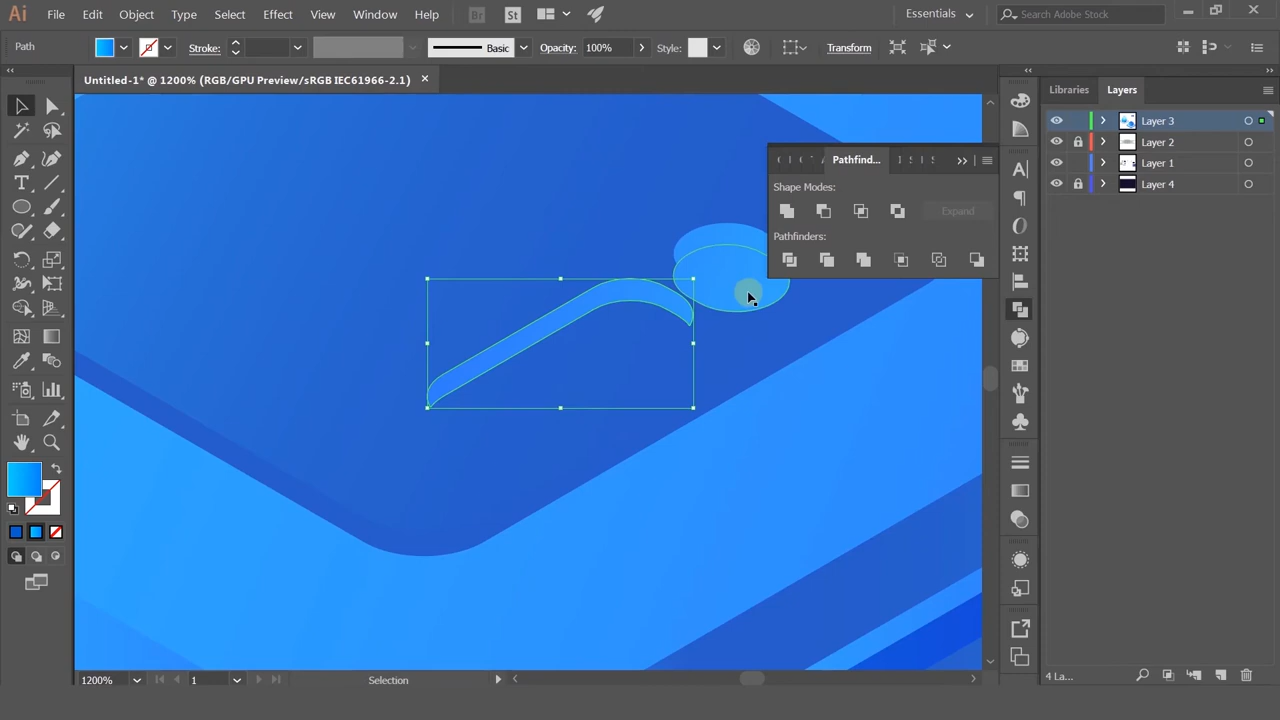 Ai File Edit Object Type Select Effect View Window Help Br St Essentials Search Adobe Stock
Path Stroke: Basic Opacity: 100% Style: Transform
Untitled-1* @ 1200% (RGB/GPU Preview/sRGB IEC61966-2.1)
Libraries Layers
Layer 3
Layer 2
Layer 1
Layer 4
Pathfind...
Shape Modes:
Expand
Pathfinders:
4 La...
1200% 1 Selection